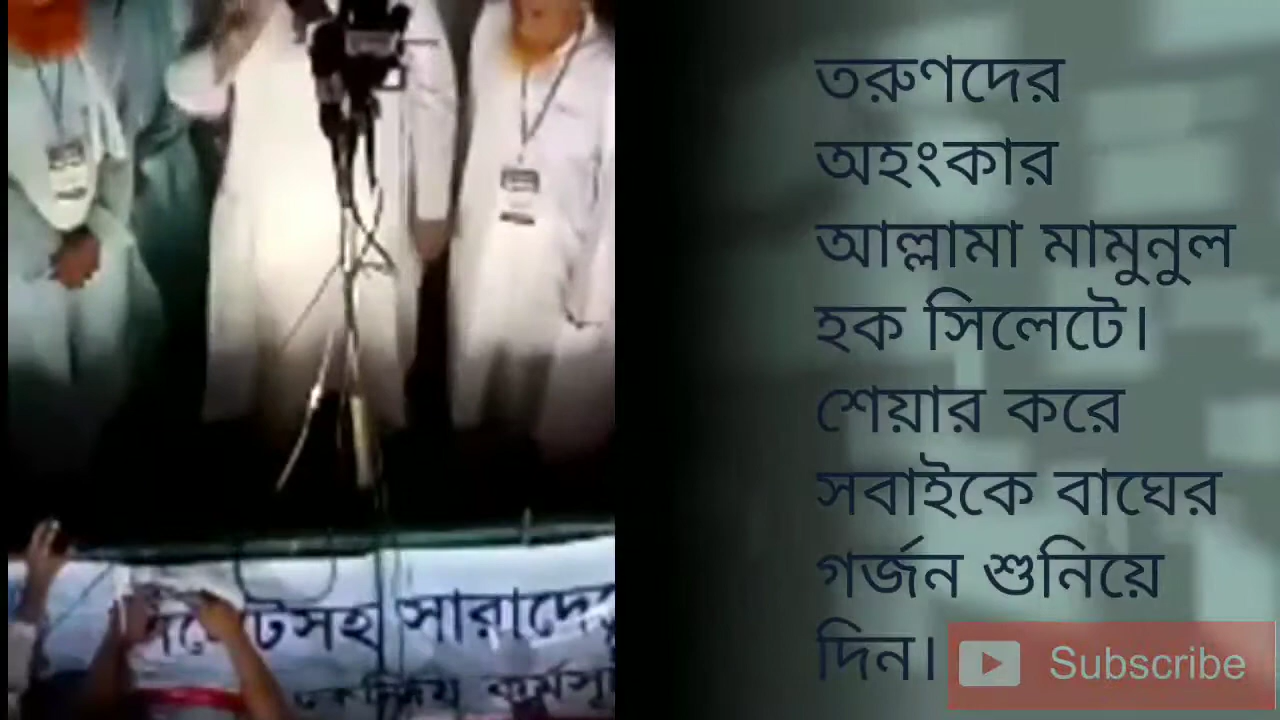 তরুণদের
অহংকার
আল্লামা মামুনুল
হক সিলেটে।
শেয়ার করে
সবাইকে বাঘের
গর্জন শুনিয়ে
দিন।
Subscribe